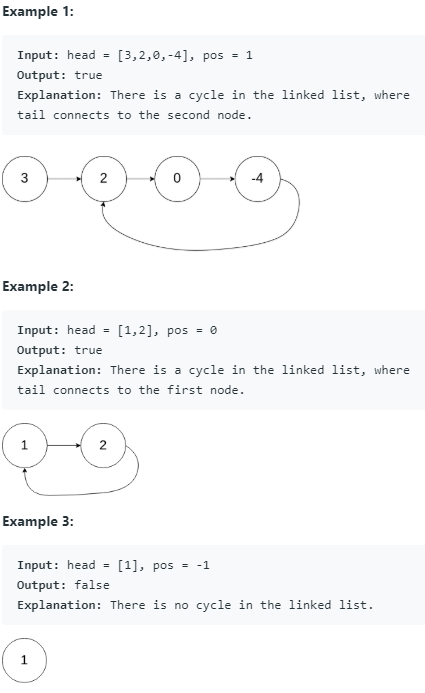 Example 1:
Input: head = [3,2,0,-4], pos = 1
Output: true
Explanation: There is a cycle in the linked list, where
tail connects to the second node.
3 2 0 -4
Example 2:
Input: head = [1,2], pos = 0
Output: true
Explanation: There is a cycle in the linked list, where
tail connects to the first node.
1 2
Example 3:
Input: head = [1], pos = -1
Output: false
Explanation: There is no cycle in the linked list.
1